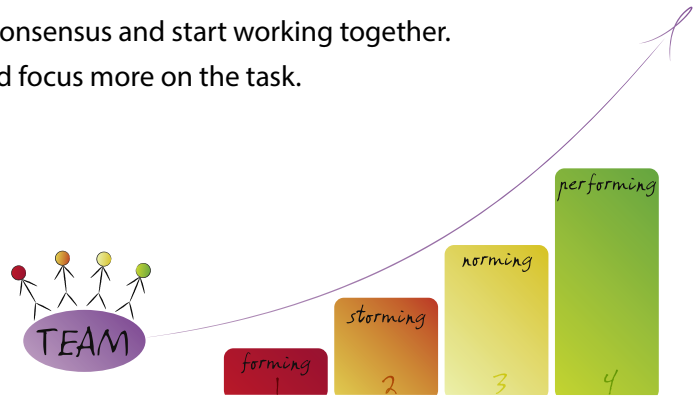 onsensus and start working together.
d focus more on the task.
performing
norming
storming
TEAM
forming
1
2
3
4